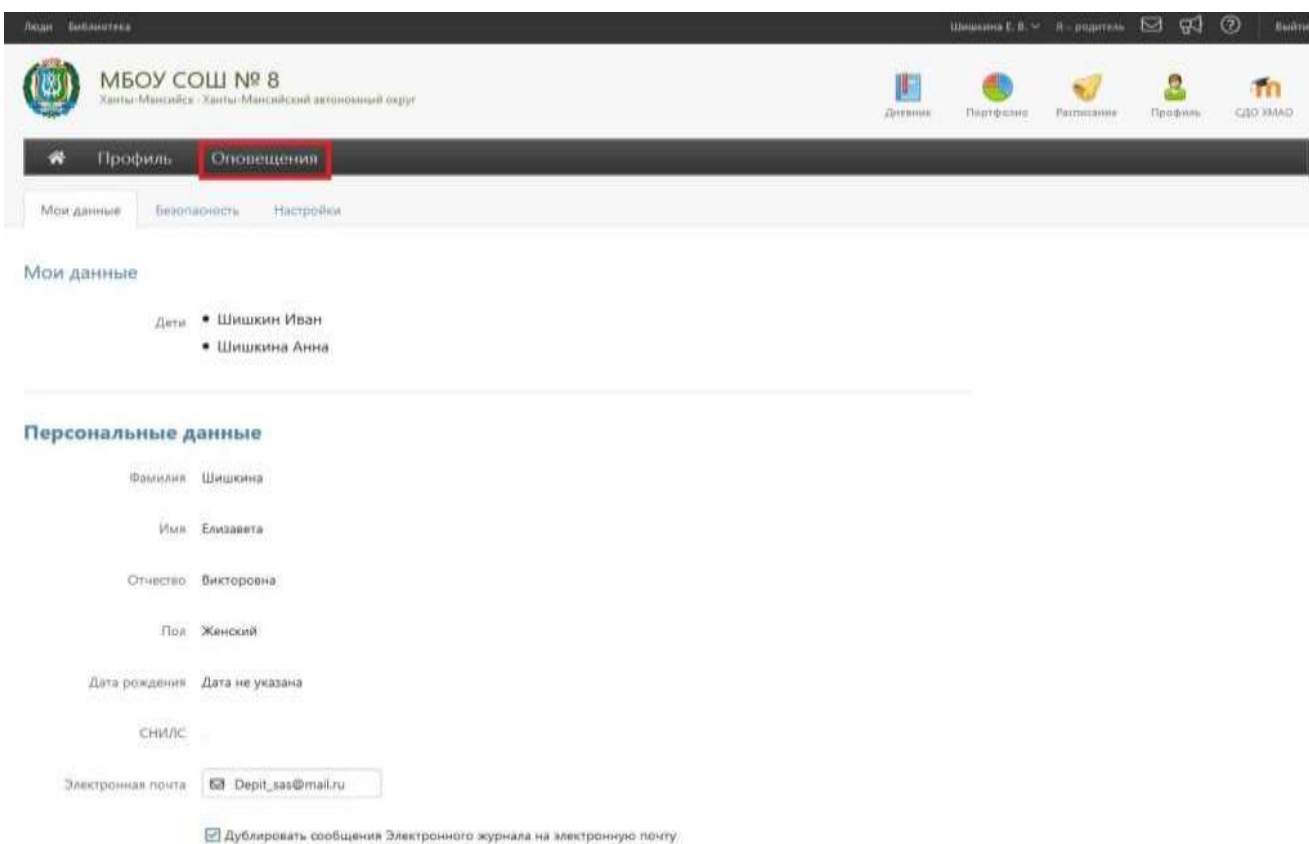 Люди Библиотека Шишкина Е. В. Я - родитель Выйти
МБОУ СОШ № 8
Ханты-Мансийск · Ханты-Мансийский автономный округ
Дневник Портфолио Расписание Профиль СДО ХМАО
Профиль Оповещения
Мои данные Безопасность Настройки
Мои данные
Дети • Шишкин Иван
• Шишкина Анна
Персональные данные
Фамилия Шишкина
Имя Елизавета
Отчество Викторовна
Пол Женский
Дата рождения Дата не указана
СНИЛС
Электронная почта Depit_sas@mail.ru
Дублировать сообщения Электронного журнала на электронную почту